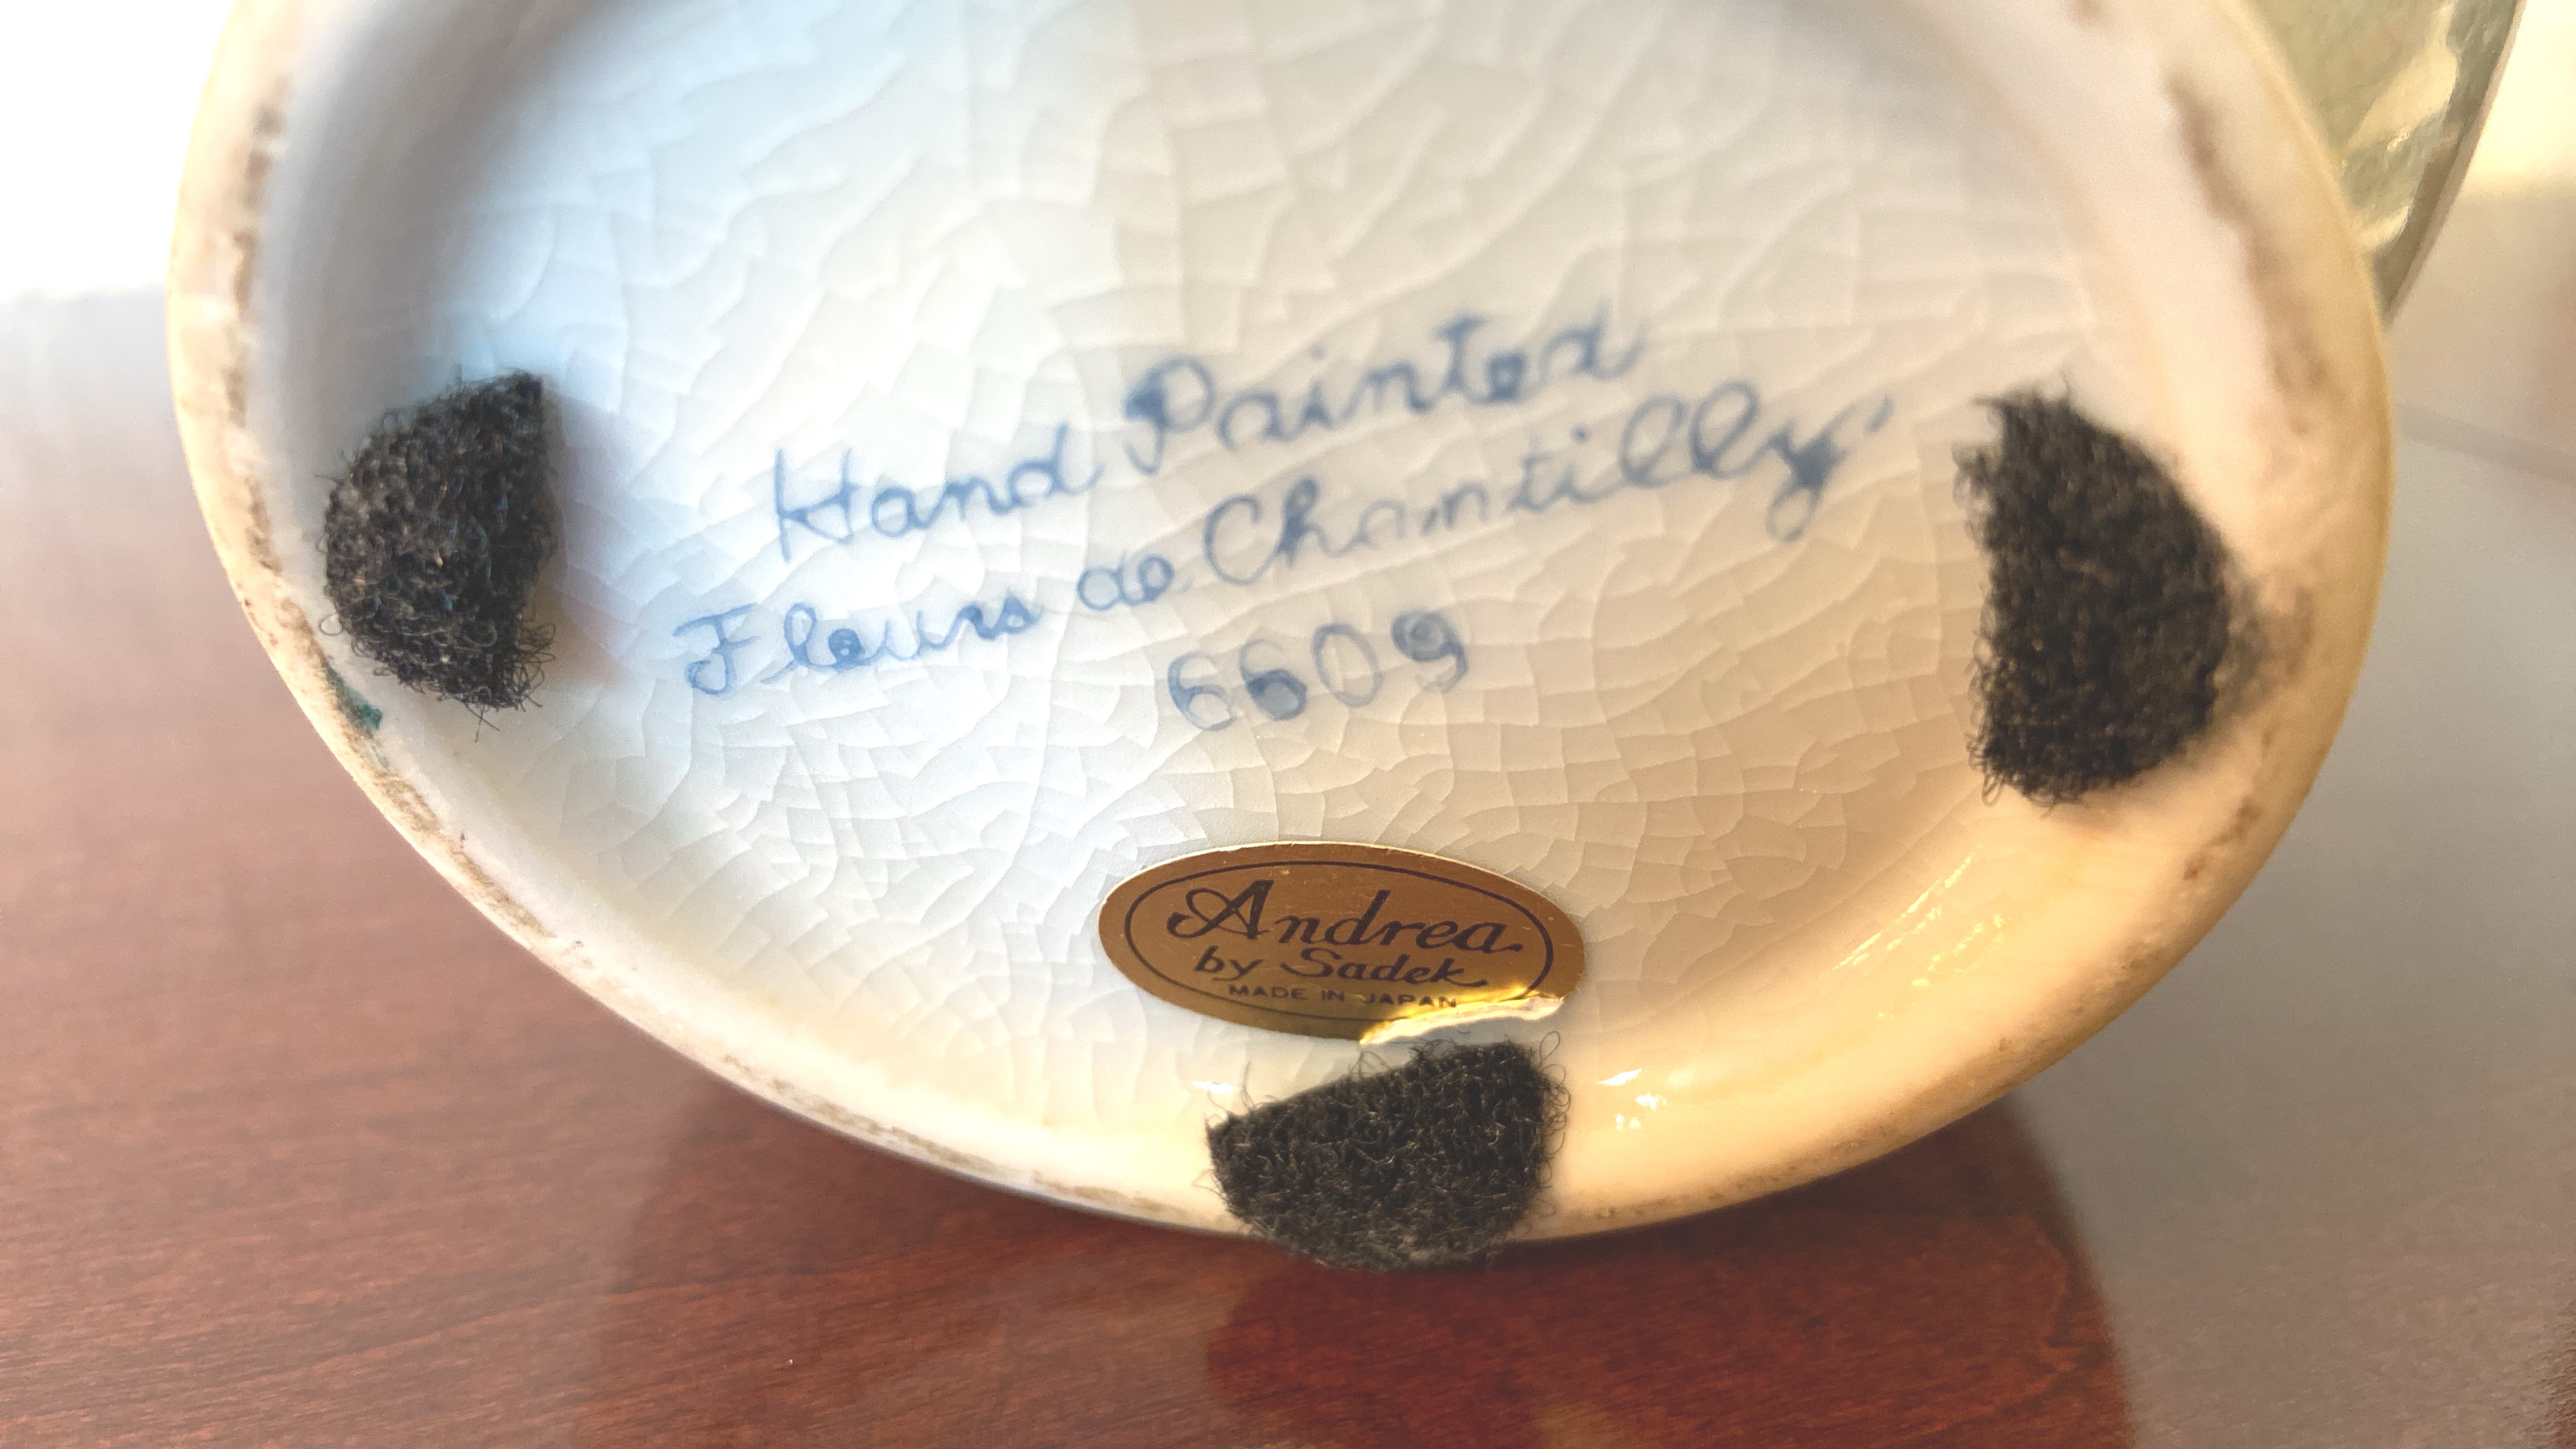 Hand Painted
Fleurs de Chantilly
6609
Andrea
by Sadek
MADE IN JAPAN